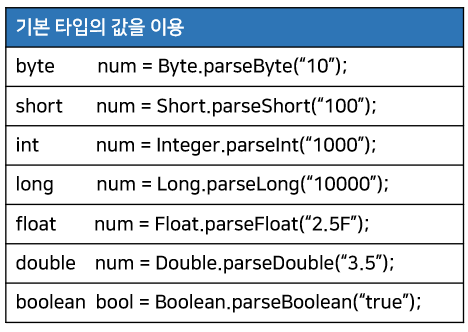 기본 타입의 값을 이용
byte num = Byte.parseByte(“10”);
short num = Short.parseShort(“100”);
int num = Integer.parseInt(“1000”);
long num = Long.parseLong(“10000”);
float num = Float.parseFloat(“2.5F”);
double num = Double.parseDouble(“3.5”);
boolean bool = Boolean.parseBoolean(“true”);